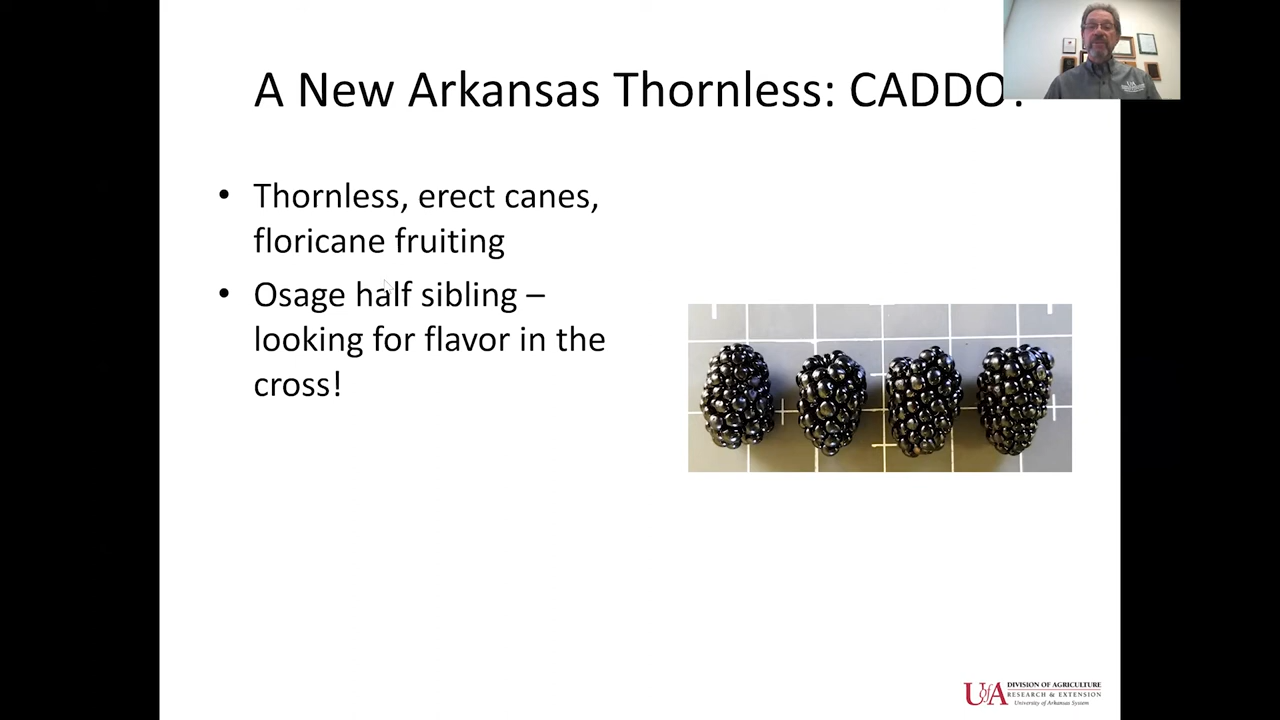 A New Arkansas Thornless: CADDO!
• Thornless, erect canes,
floricane fruiting
• Osage half sibling –
looking for flavor in the
cross!
UofA DIVISION OF AGRICULTURE
RESEARCH & EXTENSION
University of Arkansas System